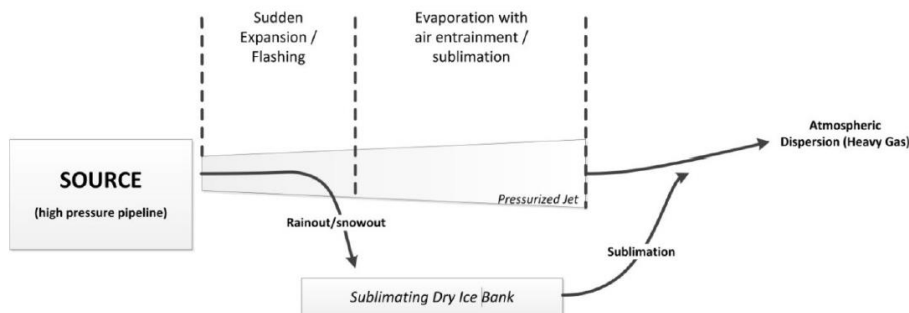 Sudden
Expansion /
Flashing
Evaporation with
air entrainment /
sublimation
SOURCE
(high pressure pipeline)
Pressurized Jet
Rainout/snowout
Atmospheric
Dispersion (Heavy Gas)
Sublimation
Sublimating Dry Ice Bank